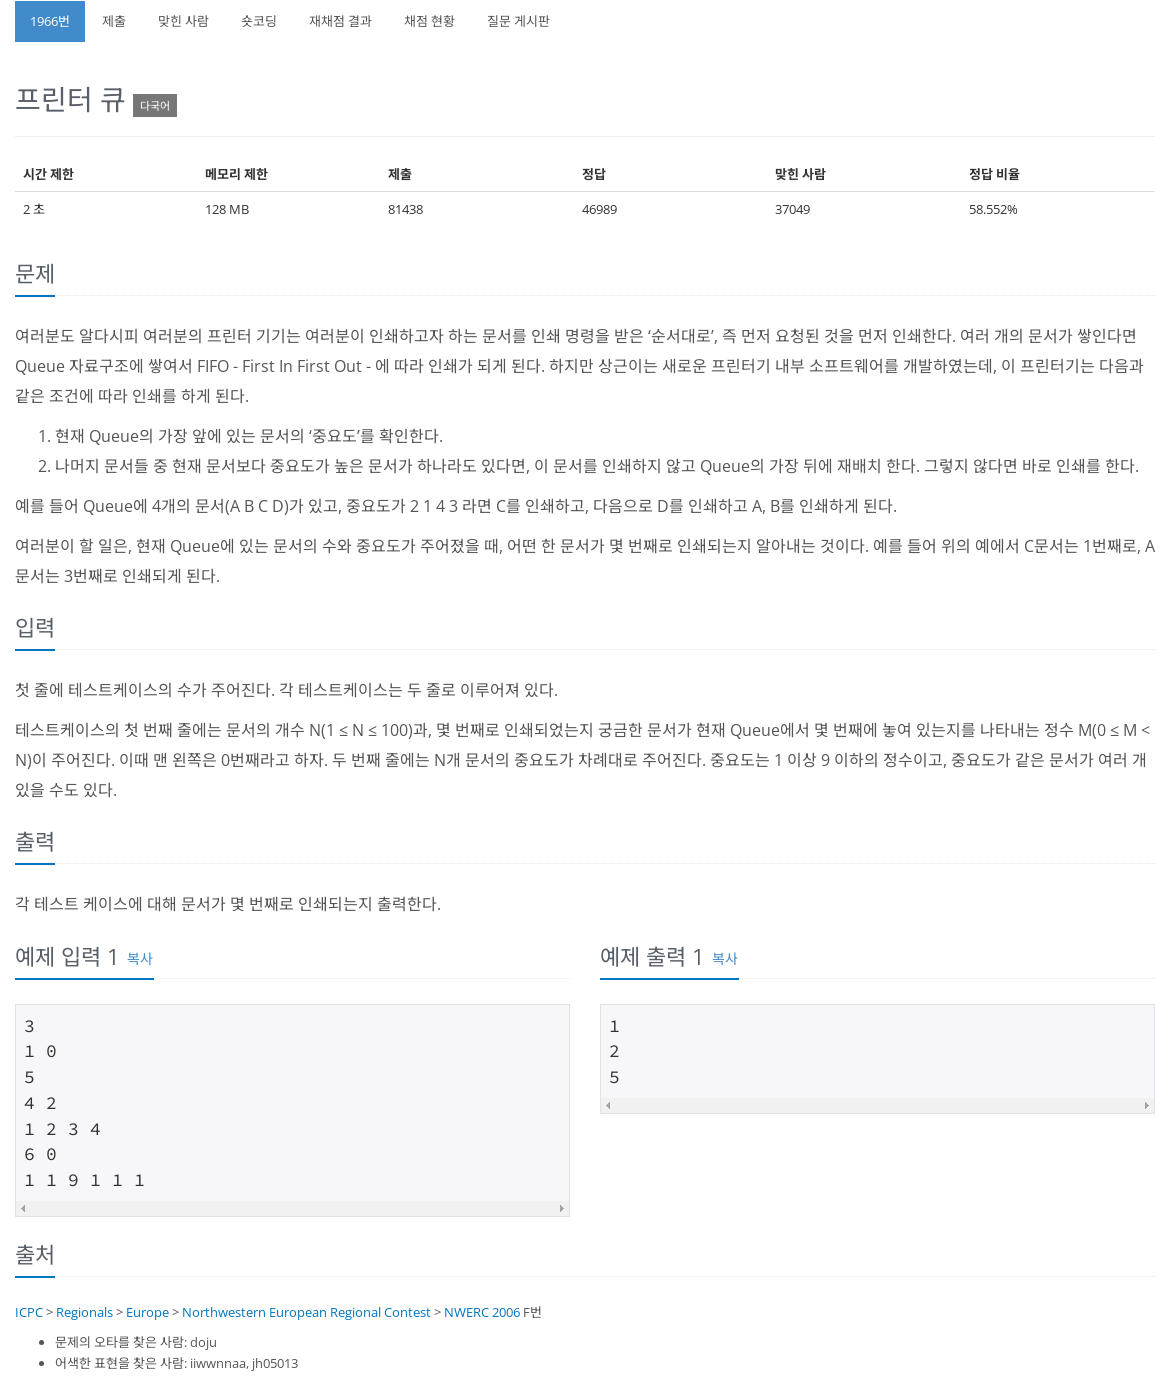 1966번 제출 맞힌 사람 숏코딩 재채점 결과 채점 현황 질문 게시판
프린터 큐 다국어
시간 제한 메모리 제한 제출 정답 맞힌 사람 정답 비율
2 초 128 MB 81438 46989 37049 58.552%
문제
여러분도 알다시피 여러분의 프린터 기기는 여러분이 인쇄하고자 하는 문서를 인쇄 명령을 받은 ‘순서대로’, 즉 먼저 요청된 것을 먼저 인쇄한다. 여러 개의 문서가 쌓인다면
Queue 자료구조에 쌓여서 FIFO - First In First Out - 에 따라 인쇄가 되게 된다. 하지만 상근이는 새로운 프린터기 내부 소프트웨어를 개발하였는데, 이 프린터기는 다음과
같은 조건에 따라 인쇄를 하게 된다.
1. 현재 Queue의 가장 앞에 있는 문서의 ‘중요도’를 확인한다.
2. 나머지 문서들 중 현재 문서보다 중요도가 높은 문서가 하나라도 있다면, 이 문서를 인쇄하지 않고 Queue의 가장 뒤에 재배치 한다. 그렇지 않다면 바로 인쇄를 한다.
예를 들어 Queue에 4개의 문서(A B C D)가 있고, 중요도가 2 1 4 3 라면 C를 인쇄하고, 다음으로 D를 인쇄하고 A, B를 인쇄하게 된다.
여러분이 할 일은, 현재 Queue에 있는 문서의 수와 중요도가 주어졌을 때, 어떤 한 문서가 몇 번째로 인쇄되는지 알아내는 것이다. 예를 들어 위의 예에서 C문서는 1번째로, A
문서는 3번째로 인쇄되게 된다.
입력
첫 줄에 테스트케이스의 수가 주어진다. 각 테스트케이스는 두 줄로 이루어져 있다.
테스트케이스의 첫 번째 줄에는 문서의 개수 N(1 ≤ N ≤ 100)과, 몇 번째로 인쇄되었는지 궁금한 문서가 현재 Queue에서 몇 번째에 놓여 있는지를 나타내는 정수 M(0 ≤ M <
N)이 주어진다. 이때 맨 왼쪽은 0번째라고 하자. 두 번째 줄에는 N개 문서의 중요도가 차례대로 주어진다. 중요도는 1 이상 9 이하의 정수이고, 중요도가 같은 문서가 여러 개
있을 수도 있다.
출력
각 테스트 케이스에 대해 문서가 몇 번째로 인쇄되는지 출력한다.
예제 입력 1 복사
3
1 0
5
4 2
1 2 3 4
6 0
1 1 9 1 1 1
예제 출력 1 복사
1
2
5
출처
ICPC > Regionals > Europe > Northwestern European Regional Contest > NWERC 2006 F번
문제의 오타를 찾은 사람: doju
어색한 표현을 찾은 사람: iiwwnnaa, jh05013